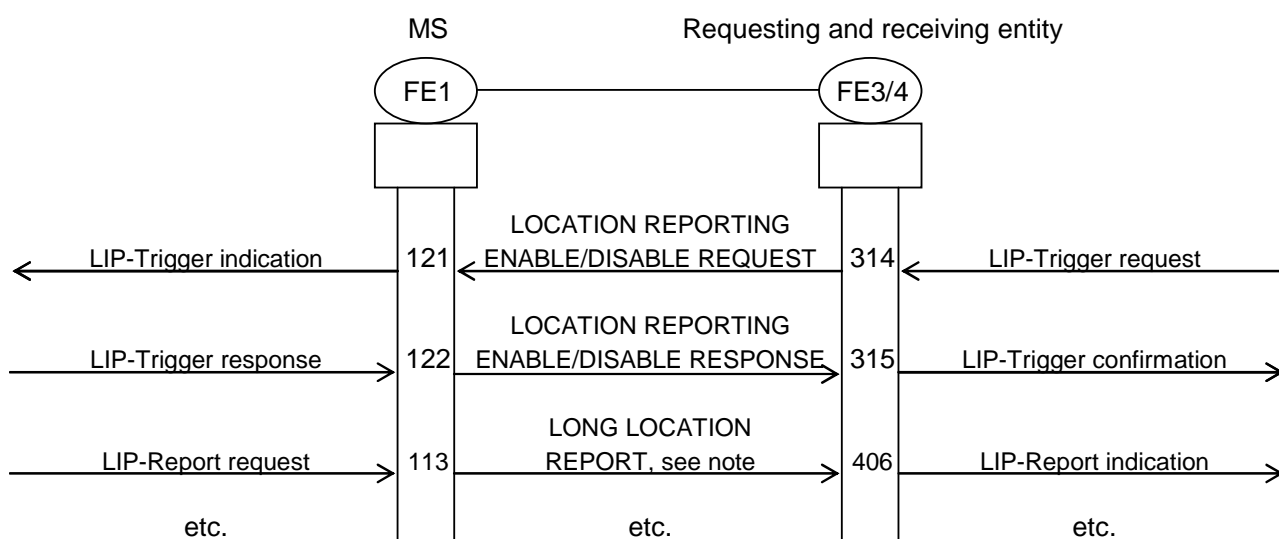 MS
Requesting and receiving entity
FE1
FE3/4
LIP-Trigger indication
121
LOCATION REPORTING
ENABLE/DISABLE REQUEST
314
LIP-Trigger request
LIP-Trigger response
122
LOCATION REPORTING
ENABLE/DISABLE RESPONSE
315
LIP-Trigger confirmation
LIP-Report request
113
LONG LOCATION
REPORT, see note
406
LIP-Report indication
etc.
etc.
etc.